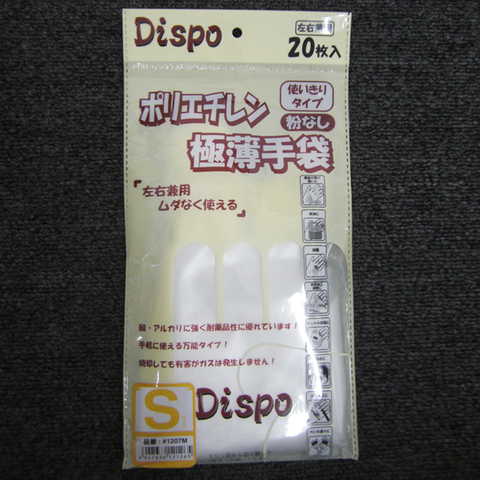 Dispo
左右兼用
20枚入
使いきり
タイプ
ポリエチレン
粉なし
極薄手袋
「左右兼用
ムダなく使える」
酸・アルカリに強く耐薬品性に優れています！
手軽に使える万能タイプ！
焼却しても有害がガスは発生しません！
S
Dispo
品番：#1207M